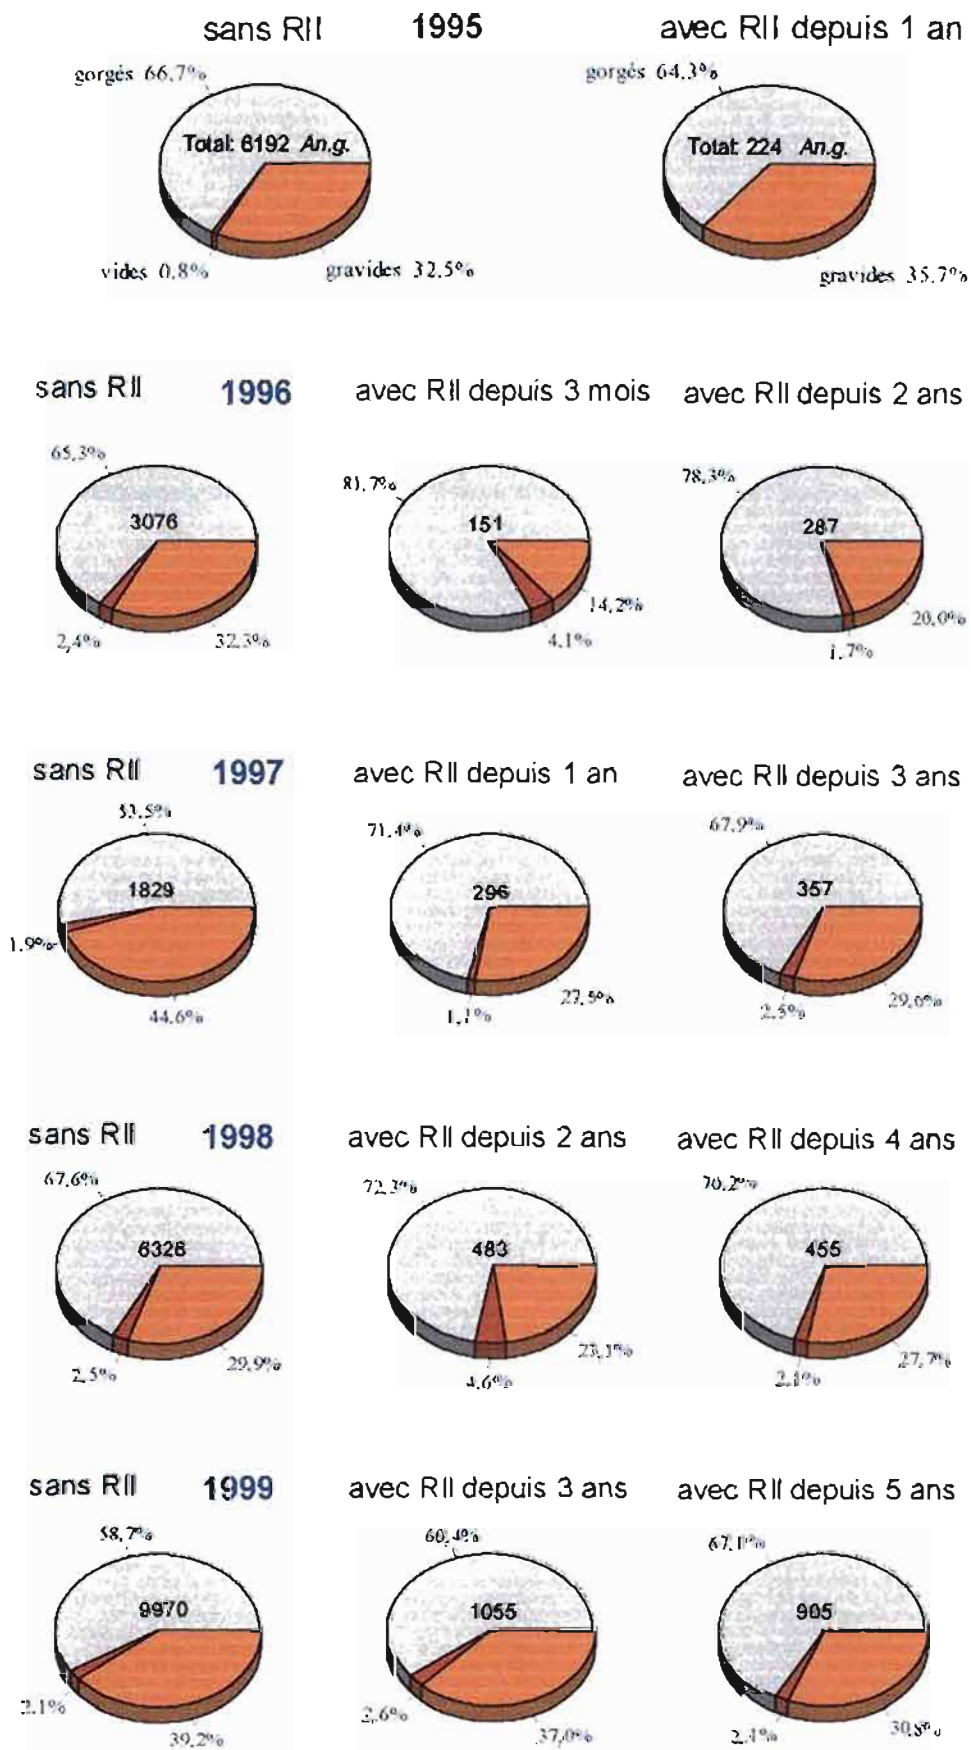 sans RII 1995 avec RII depuis 1 an
gorgés 66,7% gorgés 64,3%
Total: 6192 An.g. Total: 224 An.g.
vides 0,8% gravides 32,5% gravides 35,7%
sans RII 1996 avec RII depuis 3 mois avec RII depuis 2 ans
65,3% 81,7% 78,3%
3076 151 287
2,4% 32,3% 4,1% 14,2% 1,7% 20,0%
sans RII 1997 avec RII depuis 1 an avec RII depuis 3 ans
53,5% 71,4% 67,9%
1829 296 357
1,9% 44,6% 1,1% 27,5% 2,5% 29,6%
sans RII 1998 avec RII depuis 2 ans avec RII depuis 4 ans
67,6% 72,3% 70,2%
6328 483 455
2,5% 29,9% 4,6% 23,1% 2,1% 27,7%
sans RII 1999 avec RII depuis 3 ans avec RII depuis 5 ans
58,7% 60,4% 67,1%
9970 1055 905
2,1% 39,2% 2,6% 37,0% 2,1% 30,8%